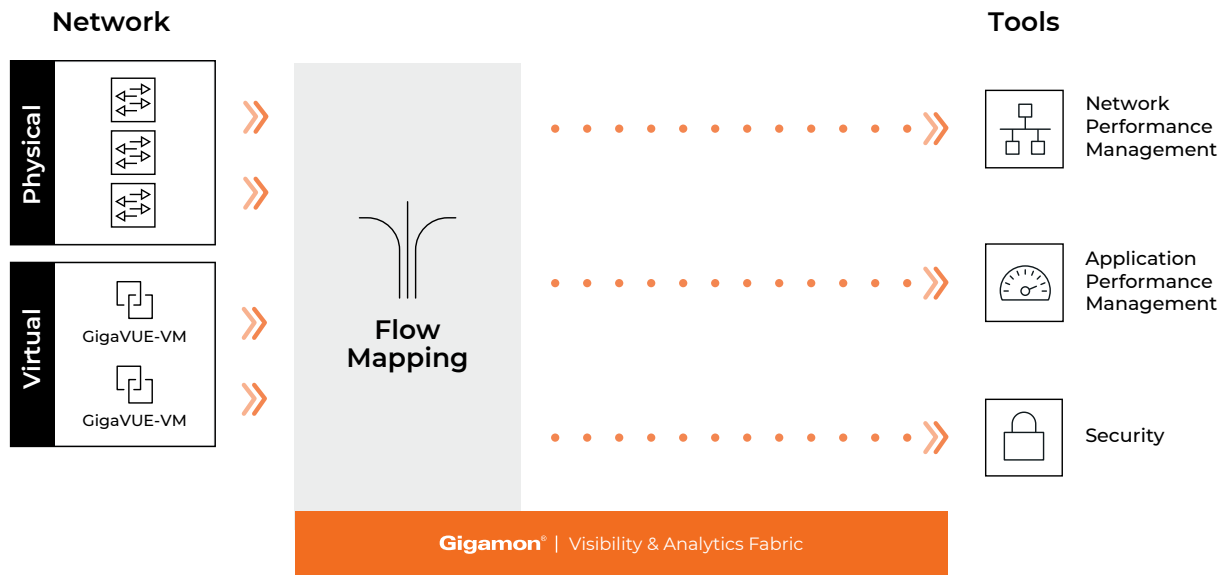 Network
Tools
Physical
Virtual
GigaVUE-VM
GigaVUE-VM
Flow
Mapping
Network
Performance
Management
Application
Performance
Management
Security
Gigamon® | Visibility & Analytics Fabric